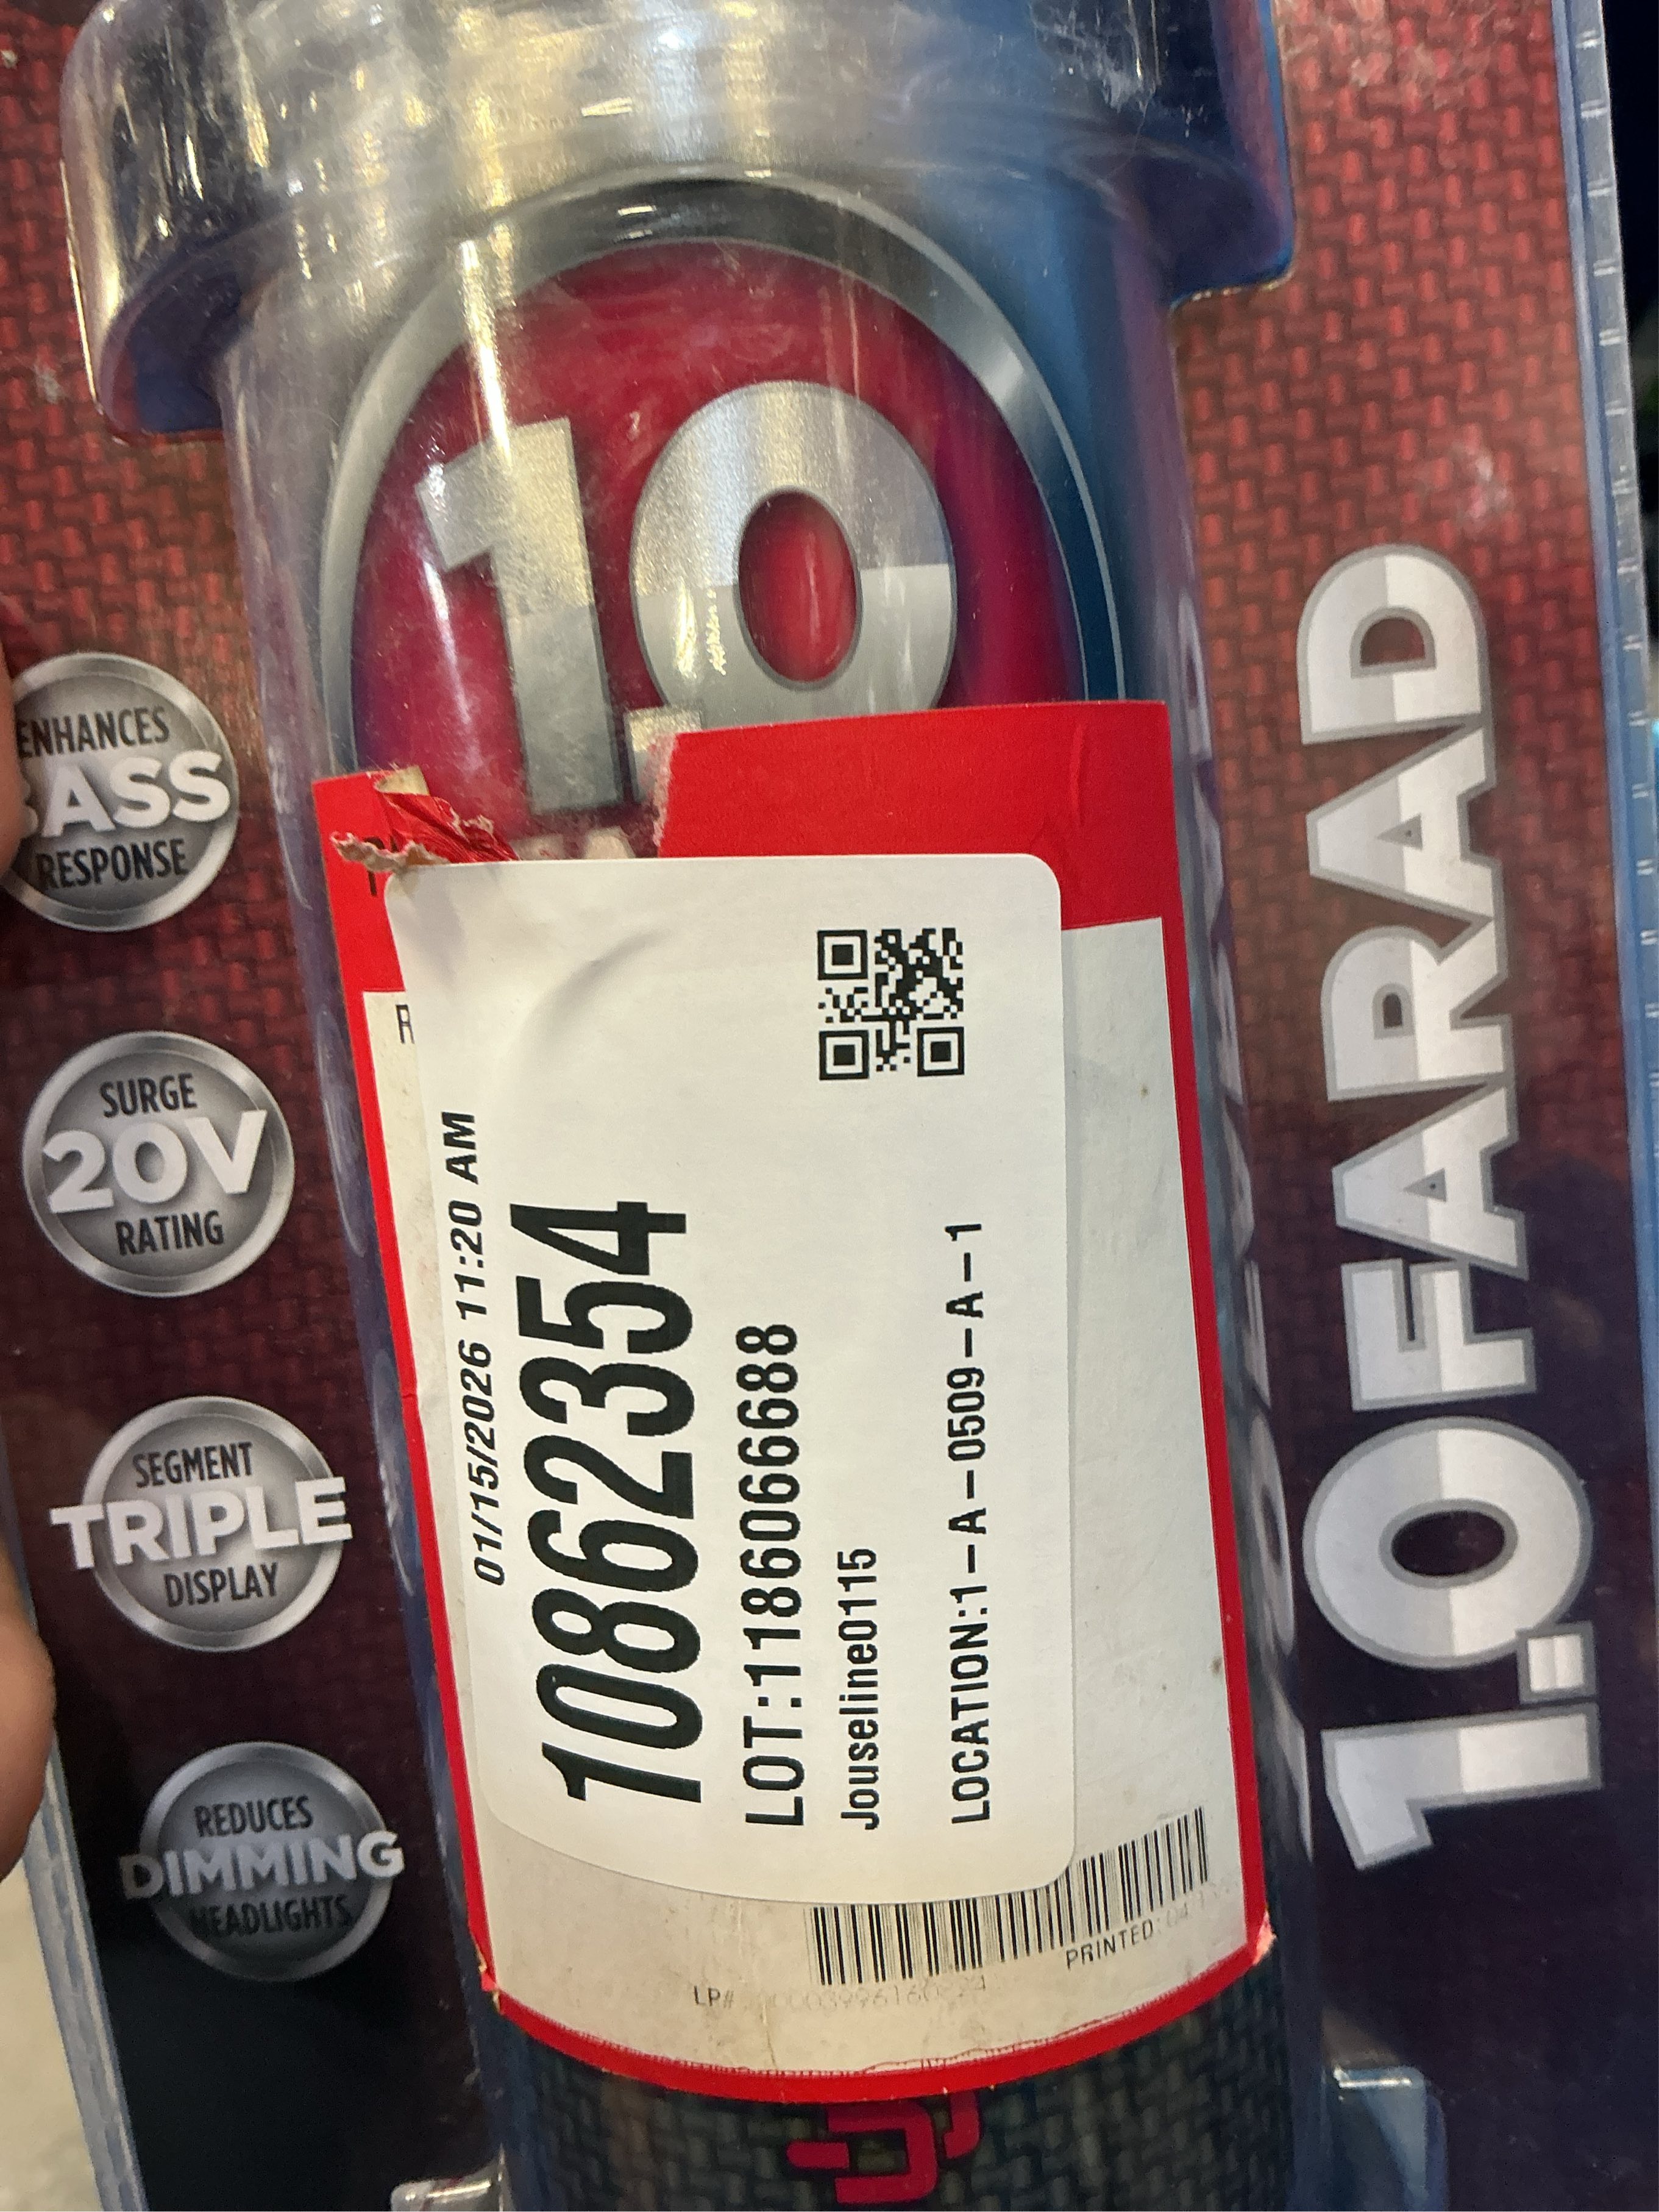 1.0
ENHANCES
BASS
RESPONSE
SURGE
20V
RATING
SEGMENT
TRIPLE
DISPLAY
REDUCES
DIMMING
HEADLIGHTS
01/15/2026 11:20 AM
10862354
LOT:1186066688
Jouseline0115
LOCATION:1-A-0509-A-1
R
LP#
PRINTED:
1.0 FARAD